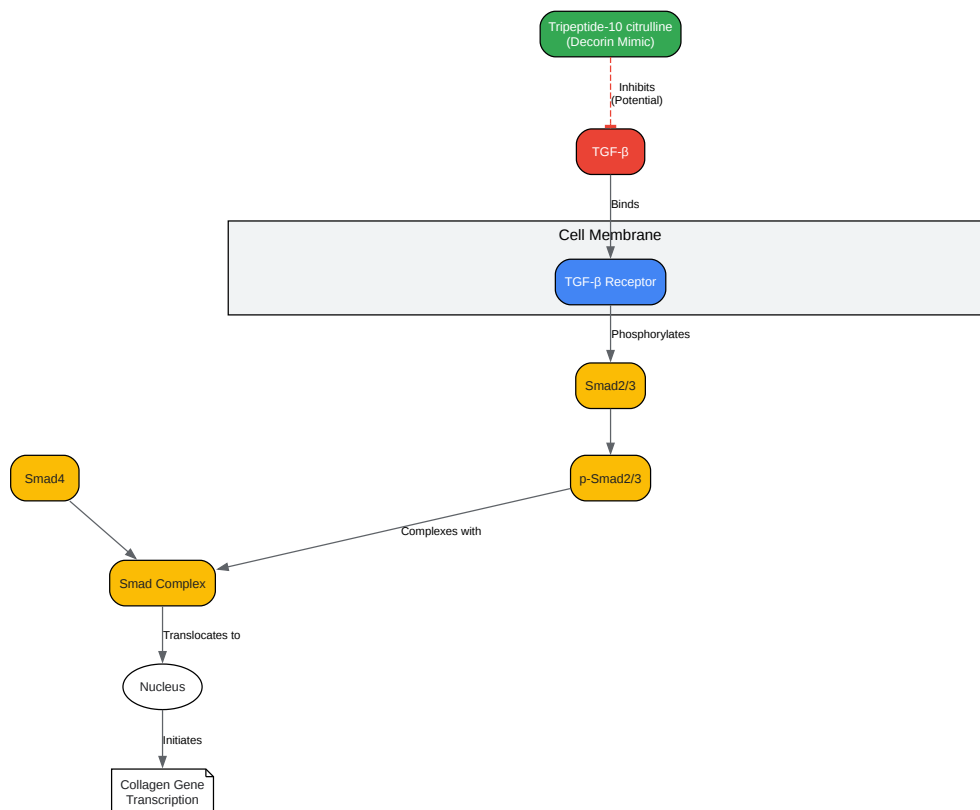 Tripeptide-10 citrulline
(Decorin Mimic)
Inhibits
(Potential)
TGF-β
Binds
Cell Membrane
TGF-β Receptor
Phosphorylates
Smad2/3
Smad4
p-Smad2/3
Complexes with
Smad Complex
Translocates to
Nucleus
Initiates
Collagen Gene
Transcription